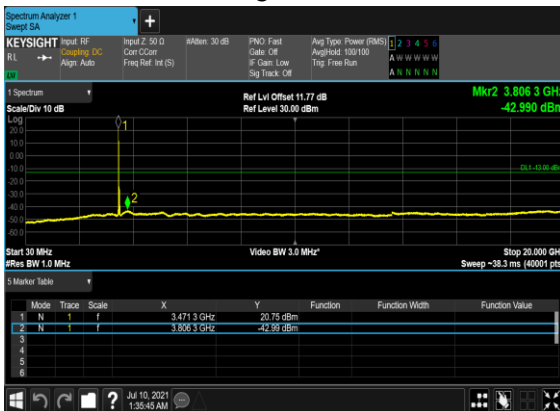 Spectrum Analyzer 1
Swept SA
KEYSIGHT Input: RF Input Z: 50 Ω #Atten: 30 dB PNO: Fast Avg Type: Power (RMS) 1 2 3 4 5 6
RL Coupling: DC Corr CCorr Gate: Off Avg|Hold: 100/100 A W W W W W
Align: Auto Freq Ref: Int (S) IF Gain: Low Trig: Free Run
Sig Track: Off A N N N N N
1 Spectrum Ref Lvl Offset 11.77 dB Mkr2 3.806 3 GHz
Scale/Div 10 dB Ref Level 30.00 dBm -42.990 dBm
Log
20.0
10.0
0.00
-10.0
-20.0
-30.0
-40.0
-50.0
-60.0
1
2
DL1 -13.00 dBm
Start 30 MHz Video BW 3.0 MHz* Stop 20.000 GHz
#Res BW 1.0 MHz Sweep ~38.3 ms (40001 pts)
5 Marker Table
Mode Trace Scale X Y Function Function Width Function Value
1 N 1 f 3.471 3 GHz 20.75 dBm
2 N 1 f 3.806 3 GHz -42.99 dBm
3
4
5
6
Jul 10, 2021
1:35:45 AM